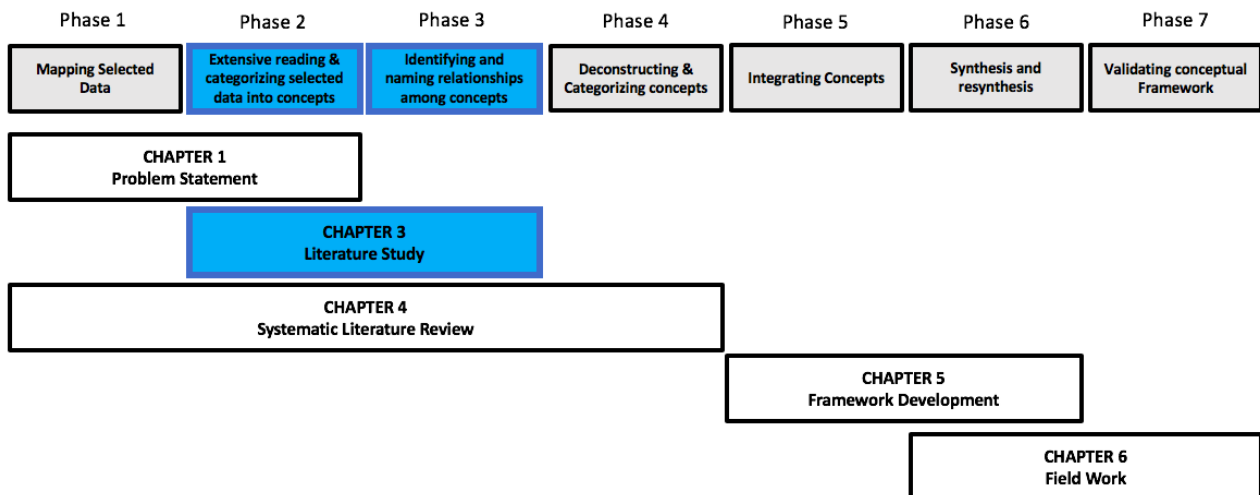 Phase 1 Phase 2 Phase 3 Phase 4 Phase 5 Phase 6 Phase 7
Mapping Selected
Data
Extensive reading &
categorizing selected
data into concepts
Identifying and
naming relationships
among concepts
Deconstructing &
Categorizing concepts
Integrating Concepts
Synthesis and
resynthesis
Validating conceptual
Framework
CHAPTER 1
Problem Statement
CHAPTER 3
Literature Study
CHAPTER 4
Systematic Literature Review
CHAPTER 5
Framework Development
CHAPTER 6
Field Work